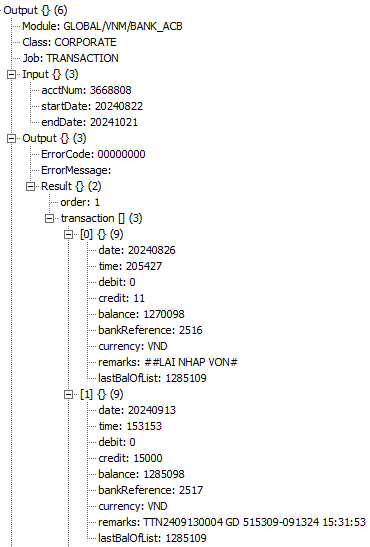 Output {} (6)
Module: GLOBAL/VNM/BANK_ACB
Class: CORPORATE
Job: TRANSACTION
Input {} (3)
acctNum: 3668808
startDate: 20240822
endDate: 20241021
Output {} (3)
ErrorCode: 00000000
ErrorMessage:
Result {} (2)
order: 1
transaction [] (3)
[0] {} (9)
date: 20240826
time: 205427
debit: 0
credit: 11
balance: 1270098
bankReference: 2516
currency: VND
remarks: ##LAI NHAP VON#
lastBalOfList: 1285109
[1] {} (9)
date: 20240913
time: 153153
debit: 0
credit: 15000
balance: 1285098
bankReference: 2517
currency: VND
remarks: TTN2409130004 GD 515309-091324 15:31:53
lastBalOfList: 1285109